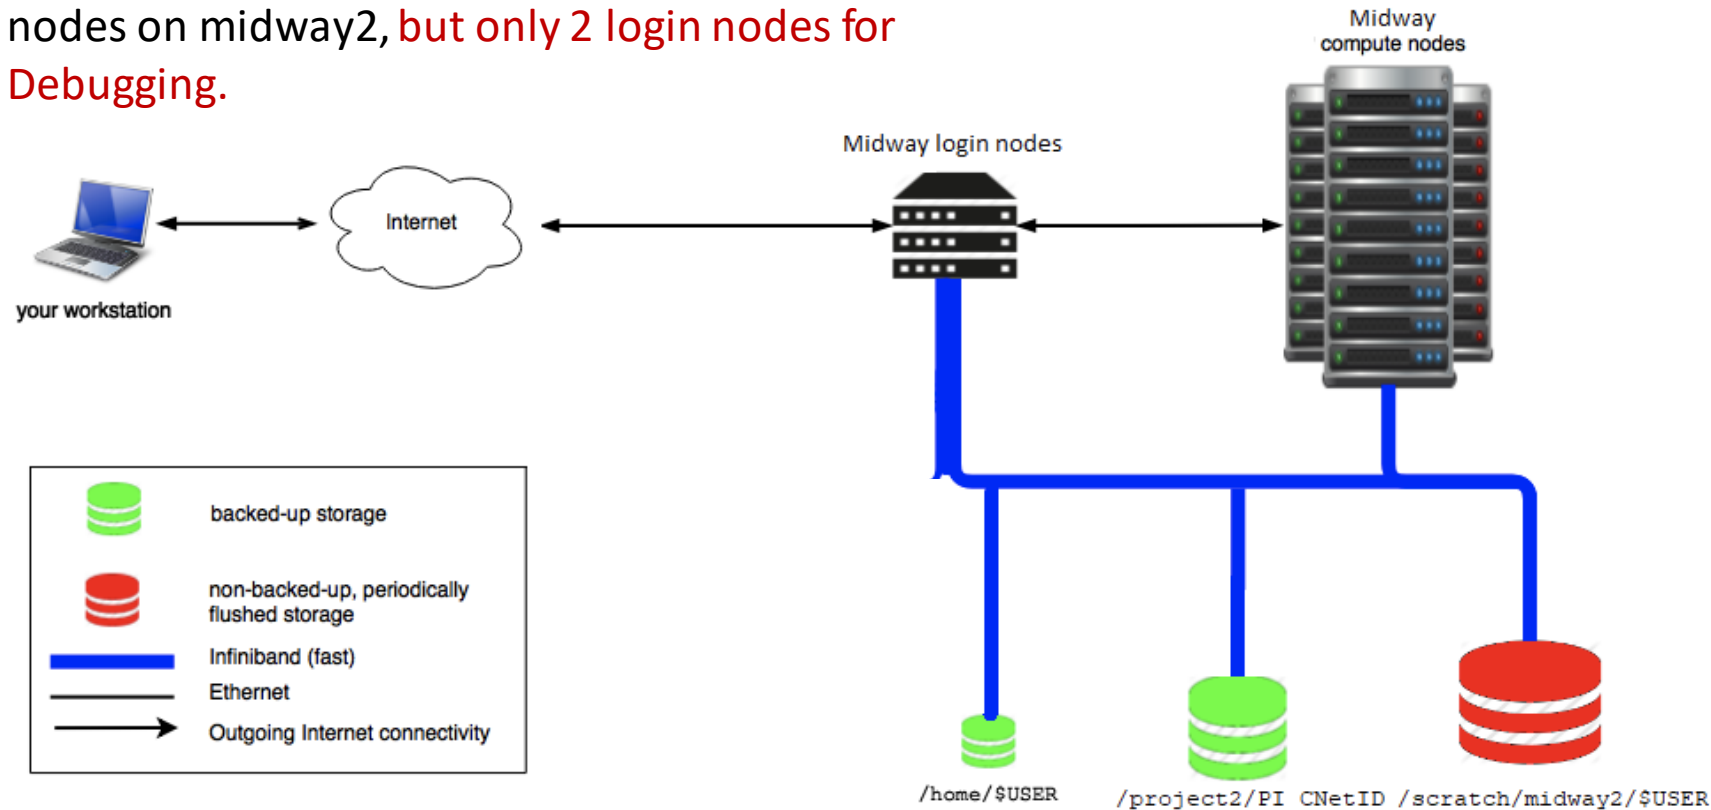 nodes on midway2, but only 2 login nodes for
Debugging.
Midway
compute nodes
Midway login nodes
Internet
your workstation
backed-up storage
non-backed-up, periodically
flushed storage
Infiniband (fast)
Ethernet
Outgoing Internet connectivity
/home/$USER
/project2/PI CNetID
/scratch/midway2/$USER